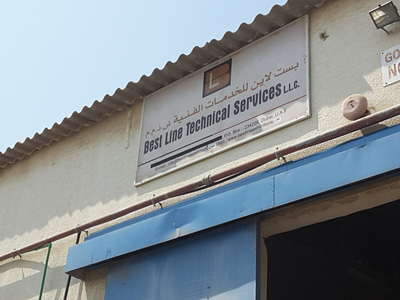 بست لاين للخدمات الفنية ش.ذ.م.م
Best Line Technical Services L.L.C.
GO
NO